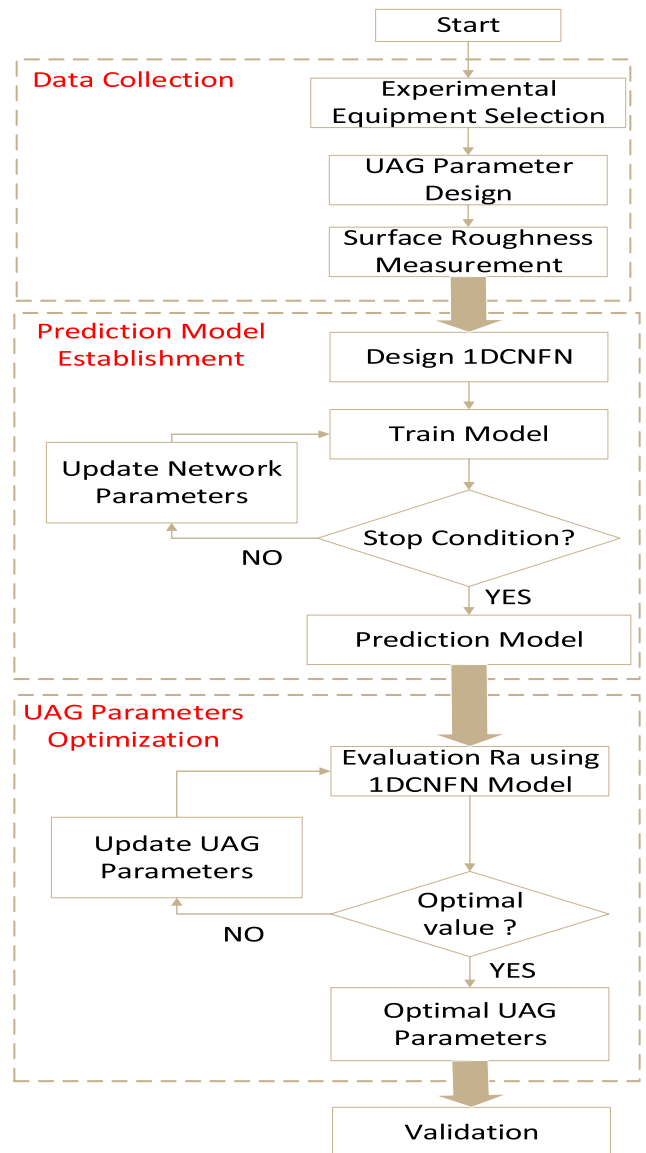 Start
Data Collection
Experimental
Equipment Selection
UAG Parameter
Design
Surface Roughness
Measurement
Prediction Model
Establishment
Design 1DCNFN
Train Model
Update Network
Parameters
Stop Condition?
NO
YES
Prediction Model
UAG Parameters
Optimization
Evaluation Ra using
1DCNFN Model
Update UAG
Parameters
Optimal
value ?
NO
YES
Optimal UAG
Parameters
Validation